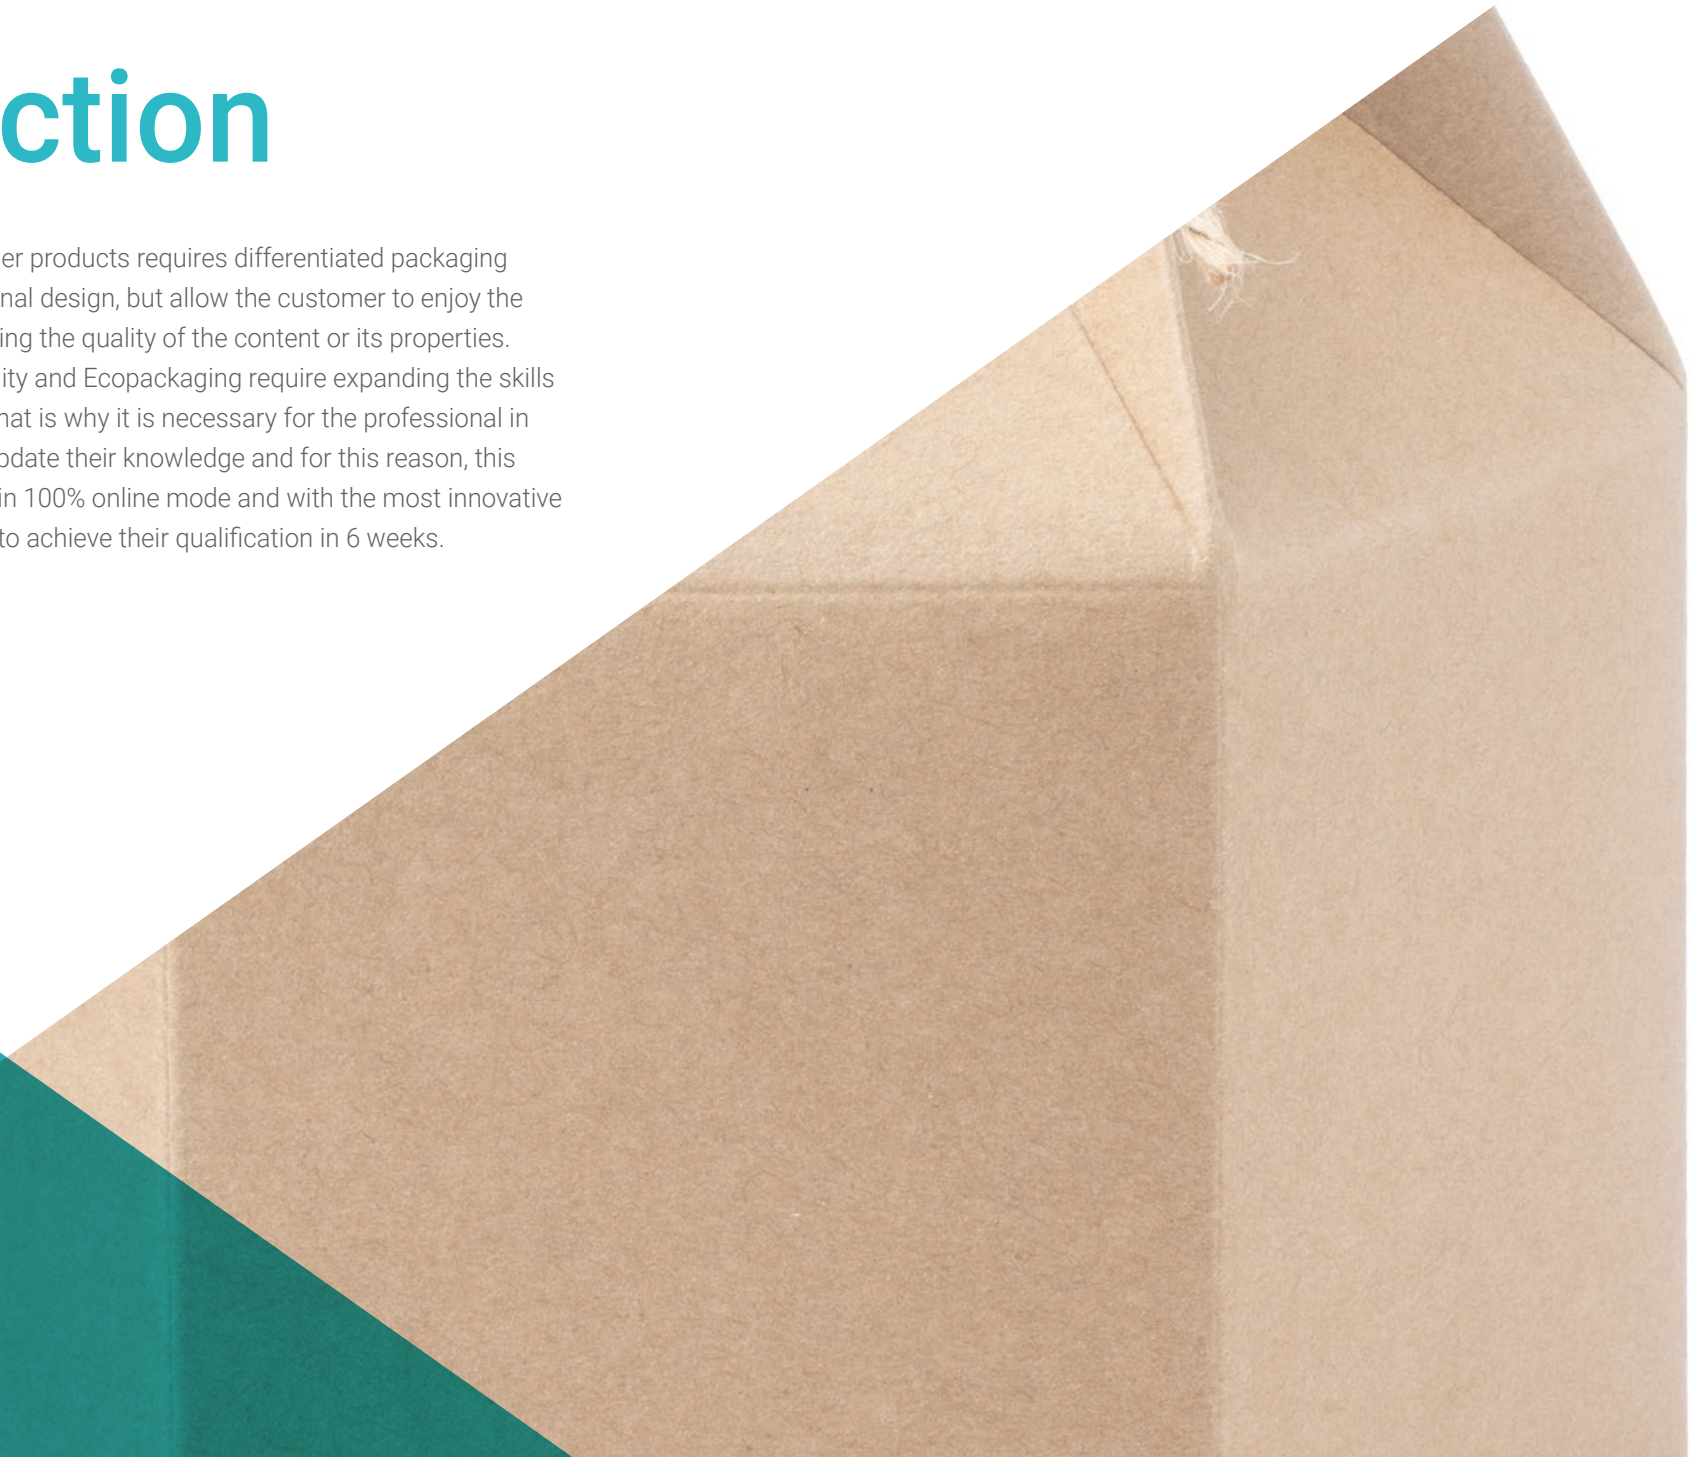 ction
er products requires differentiated packaging
nal design, but allow the customer to enjoy the
ing the quality of the content or its properties.
ity and Ecopackaging require expanding the skills
hat is why it is necessary for the professional in
pdate their knowledge and for this reason, this
in 100% online mode and with the most innovative
to achieve their qualification in 6 weeks.